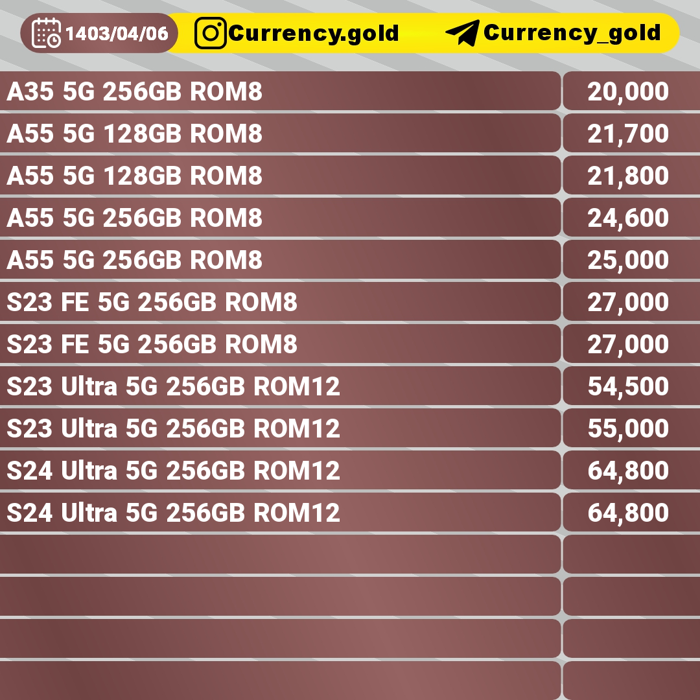 1403/04/06 Currency.gold Currency_gold
A35 5G 256GB ROM8 20,000
A55 5G 128GB ROM8 21,700
A55 5G 128GB ROM8 21,800
A55 5G 256GB ROM8 24,600
A55 5G 256GB ROM8 25,000
S23 FE 5G 256GB ROM8 27,000
S23 FE 5G 256GB ROM8 27,000
S23 Ultra 5G 256GB ROM12 54,500
S23 Ultra 5G 256GB ROM12 55,000
S24 Ultra 5G 256GB ROM12 64,800
S24 Ultra 5G 256GB ROM12 64,800